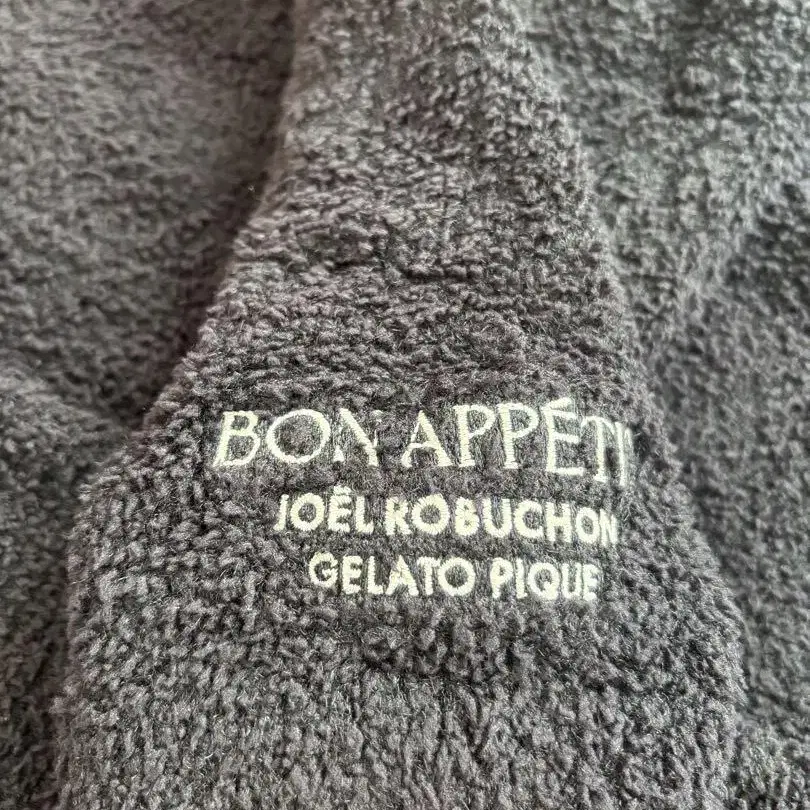 BON APPÉTIT
JOËL ROBUCHON
GELATO PIQUE